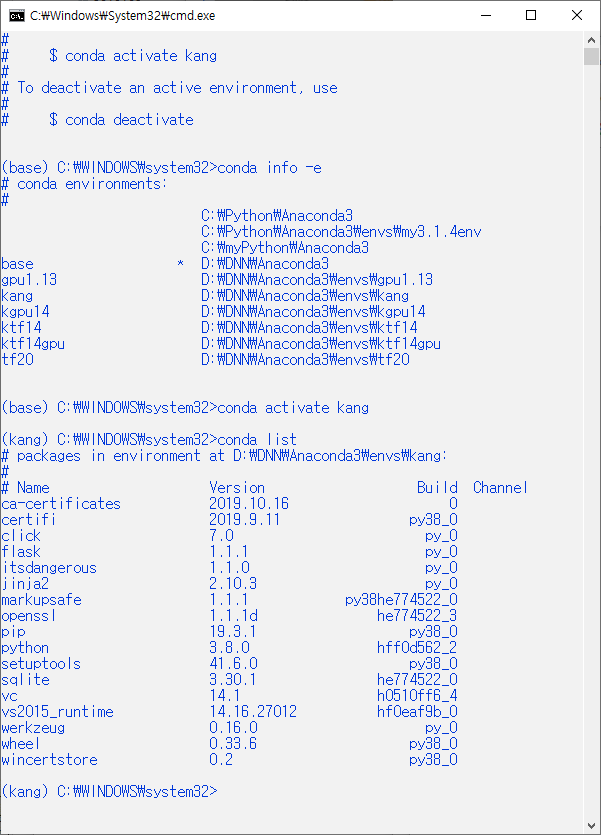 C:₩Windows₩System32₩cmd.exe
#
#     $ conda activate kang
#
# To deactivate an active environment, use
#
#     $ conda deactivate
(base) C:₩WINDOWS₩system32>conda info -e
# conda environments:
#
                         C:₩Python₩Anaconda3
                         C:₩Python₩Anaconda3₩envs₩my3.1.4env
                         C:₩myPython₩Anaconda3
base                  *  D:₩DNN₩Anaconda3
gpu1.13                  D:₩DNN₩Anaconda3₩envs₩gpu1.13
kang                     D:₩DNN₩Anaconda3₩envs₩kang
kgpu14                   D:₩DNN₩Anaconda3₩envs₩kgpu14
ktf14                    D:₩DNN₩Anaconda3₩envs₩ktf14
ktf14gpu                 D:₩DNN₩Anaconda3₩envs₩ktf14gpu
tf20                     D:₩DNN₩Anaconda3₩envs₩tf20
(base) C:₩WINDOWS₩system32>conda activate kang
(kang) C:₩WINDOWS₩system32>conda list
# packages in environment at D:₩DNN₩Anaconda3₩envs₩kang:
#
# Name                    Version                   Build  Channel
ca-certificates           2019.10.16                    0
certifi                   2019.9.11                py38_0
click                     7.0                        py_0
flask                     1.1.1                      py_0
itsdangerous              1.1.0                      py_0
jinja2                    2.10.3                     py_0
markupsafe                1.1.1            py38he774522_0
openssl                   1.1.1d               he774522_3
pip                       19.3.1                   py38_0
python                    3.8.0                hff0d562_2
setuptools                41.6.0                   py38_0
sqlite                    3.30.1               he774522_0
vc                        14.1                 h0510ff6_4
vs2015_runtime            14.16.27012          hf0eaf9b_0
werkzeug                  0.16.0                     py_0
wheel                     0.33.6                   py38_0
wincertstore              0.2                      py38_0
(kang) C:₩WINDOWS₩system32>